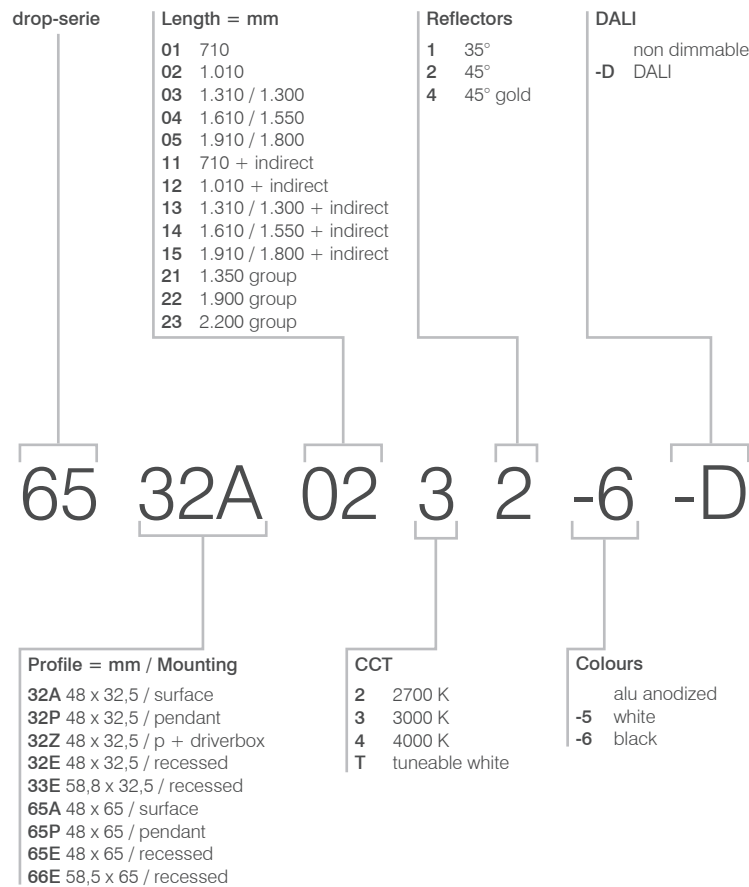 drop-serie
Length = mm
01 710
02 1.010
03 1.310 / 1.300
04 1.610 / 1.550
05 1.910 / 1.800
11 710 + indirect
12 1.010 + indirect
13 1.310 / 1.300 + indirect
14 1.610 / 1.550 + indirect
15 1.910 / 1.800 + indirect
21 1.350 group
22 1.900 group
23 2.200 group
Reflectors
1 35°
2 45°
4 45° gold
DALI
non dimmable
-D DALI
65 32A 02 3 2 -6 -D
Profile = mm / Mounting
32A 48 x 32,5 / surface
32P 48 x 32,5 / pendant
32Z 48 x 32,5 / p + driverbox
32E 48 x 32,5 / recessed
33E 58,8 x 32,5 / recessed
65A 48 x 65 / surface
65P 48 x 65 / pendant
65E 48 x 65 / recessed
66E 58,5 x 65 / recessed
CCT
2 2700 K
3 3000 K
4 4000 K
T tuneable white
Colours
alu anodized
-5 white
-6 black